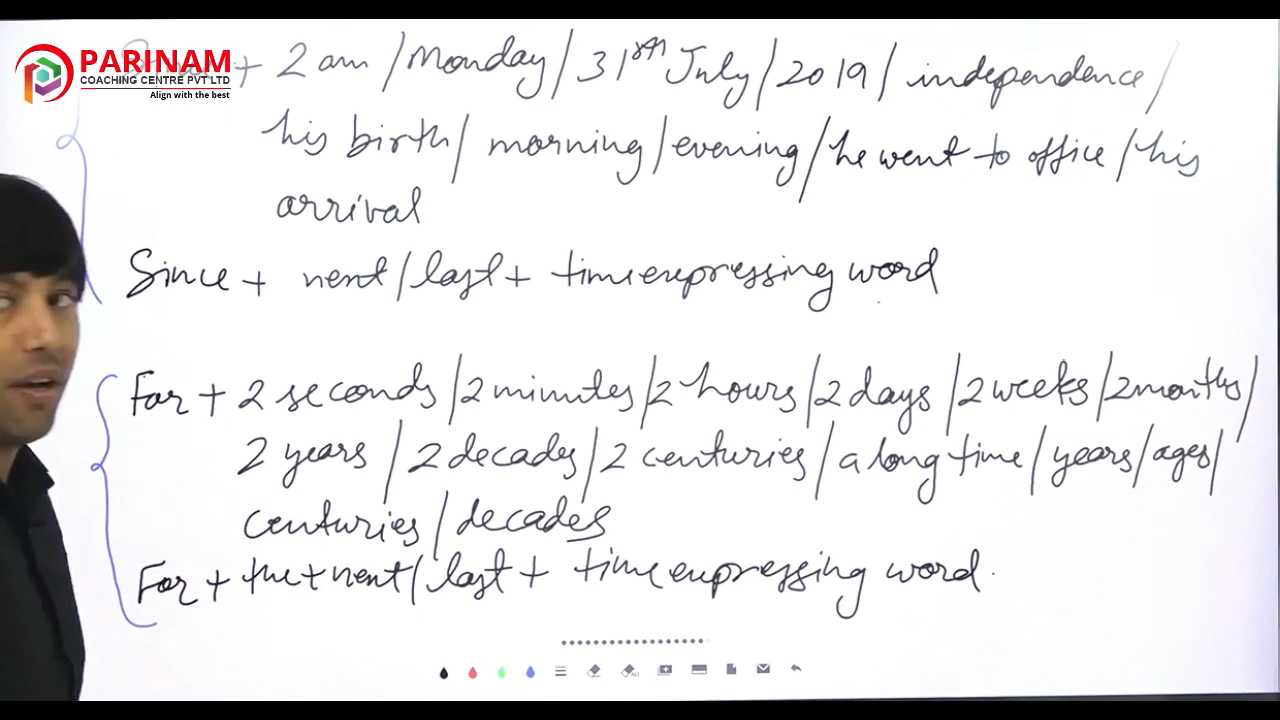 PARINAM
COACHING CENTRE PVT LTD
Align with the best
+ 2 am / Monday / 31st July / 2019 / independence /
his birth / morning / evening / he went to office / his
arrival
Since + next / last + time expressing word
For + 2 seconds / 2 minutes / 2 hours / 2 days / 2 weeks / 2 months /
2 years / 2 decades / 2 centuries / a long time / years / ages /
centuries / decades
For + the + next / last + time expressing word.